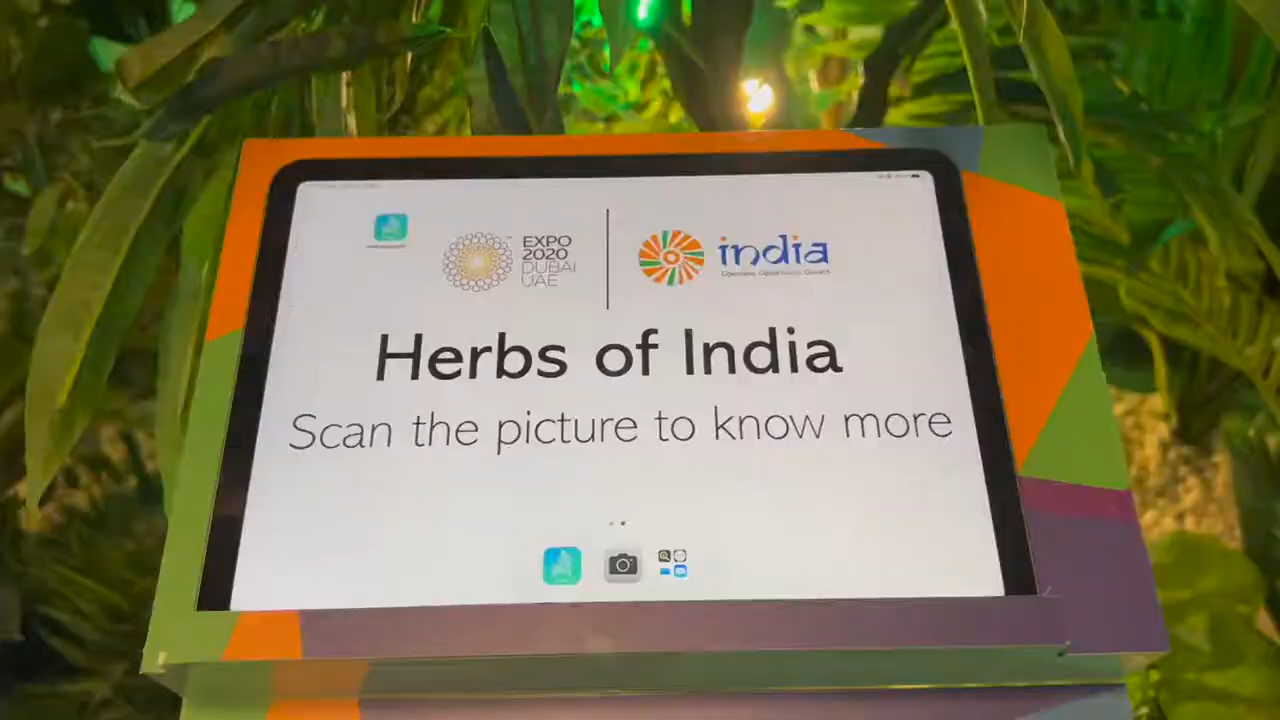 EXPO
2020
DUBAI
UAE
india
Herbs of India
Scan the picture to know more